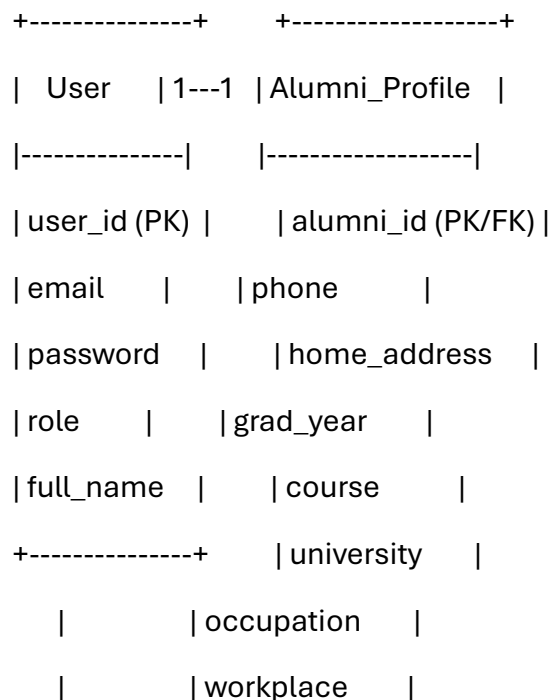 +---------------+ +-------------------+
| User | 1---1 | Alumni_Profile |
|---------------| |-------------------|
| user_id (PK) | | alumni_id (PK/FK) |
| email | | phone |
| password | | home_address |
| role | | grad_year |
| full_name | | course |
+---------------+ | university |
| | occupation |
| | workplace |